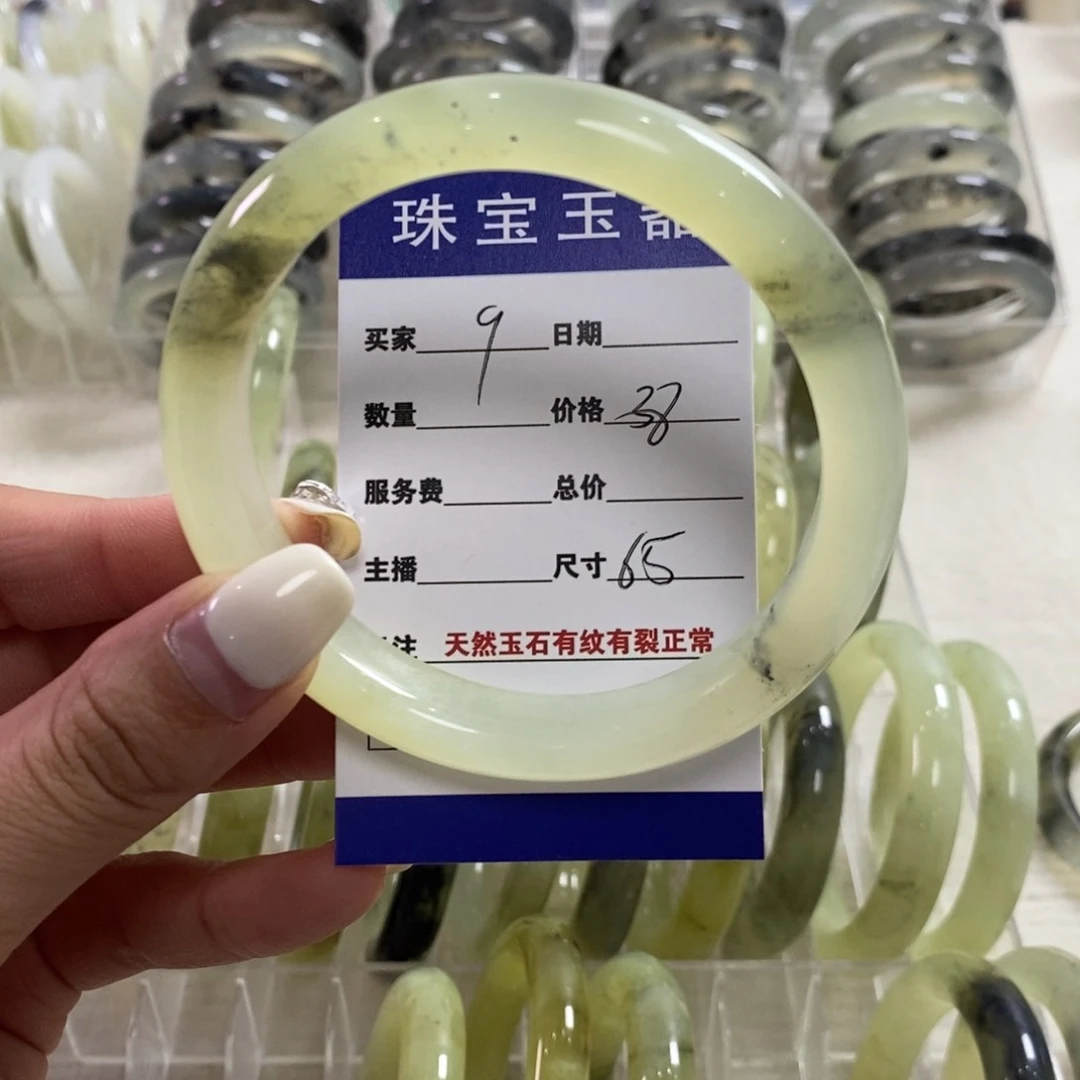 珠宝玉器
买家 9 日期
数量 价格 38
服务费 总价
主播 尺寸 65
注 天然玉石有纹有裂正常